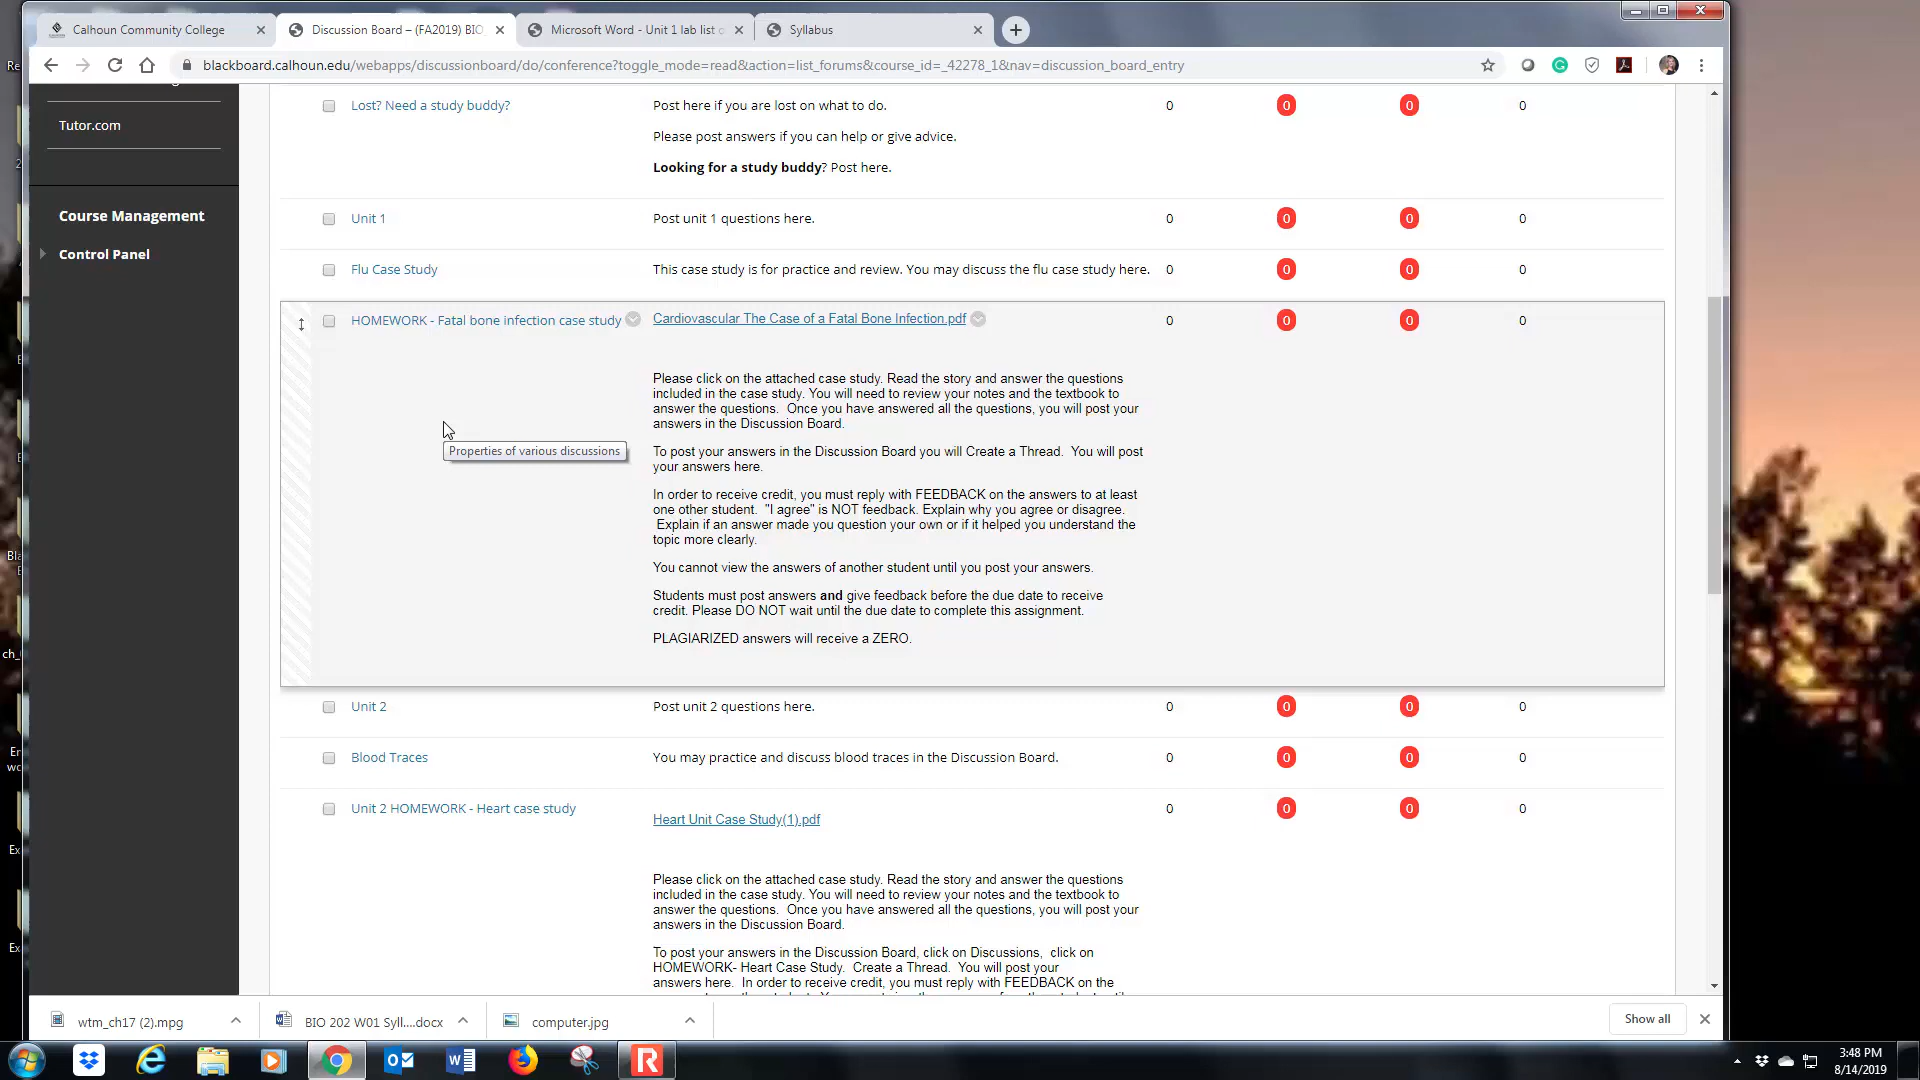 Calhoun Community College
Discussion Board – (FA2019) BIO
Microsoft Word - Unit 1 lab list
Syllabus
blackboard.calhoun.edu/webapps/discussionboard/do/conference?toggle_mode=read&action=list_forums&course_id=_42278_1&nav=discussion_board_entry
Tutor.com
Course Management
Control Panel
Lost? Need a study buddy?
Post here if you are lost on what to do.
0 0 0 0
Please post answers if you can help or give advice.
Looking for a study buddy? Post here.
Unit 1
Post unit 1 questions here.
0 0 0 0
Flu Case Study
This case study is for practice and review. You may discuss the flu case study here.
0 0 0 0
HOMEWORK - Fatal bone infection case study
Cardiovascular The Case of a Fatal Bone Infection.pdf
0 0 0 0
Please click on the attached case study. Read the story and answer the questions
included in the case study. You will need to review your notes and the textbook to
answer the questions. Once you have answered all the questions, you will post your
answers in the Discussion Board.
Properties of various discussions
To post your answers in the Discussion Board you will Create a Thread. You will post
your answers here.
In order to receive credit, you must reply with FEEDBACK on the answers to at least
one other student. "I agree" is NOT feedback. Explain why you agree or disagree.
Explain if an answer made you question your own or if it helped you understand the
topic more clearly.
You cannot view the answers of another student until you post your answers.
Students must post answers and give feedback before the due date to receive
credit. Please DO NOT wait until the due date to complete this assignment.
PLAGIARIZED answers will receive a ZERO.
Unit 2
Post unit 2 questions here.
0 0 0 0
Blood Traces
You may practice and discuss blood traces in the Discussion Board.
0 0 0 0
Unit 2 HOMEWORK - Heart case study
Heart Unit Case Study(1).pdf
0 0 0 0
Please click on the attached case study. Read the story and answer the questions
included in the case study. You will need to review your notes and the textbook to
answer the questions. Once you have answered all the questions, you will post your
answers in the Discussion Board.
To post your answers in the Discussion Board, click on Discussions, click on
HOMEWORK- Heart Case Study. Create a Thread. You will post your
answers here. In order to receive credit, you must reply with FEEDBACK on the
wtm_ch17 (2).mpg
BIO 202 W01 Syll....docx
computer.jpg
Show all
3:48 PM
8/14/2019